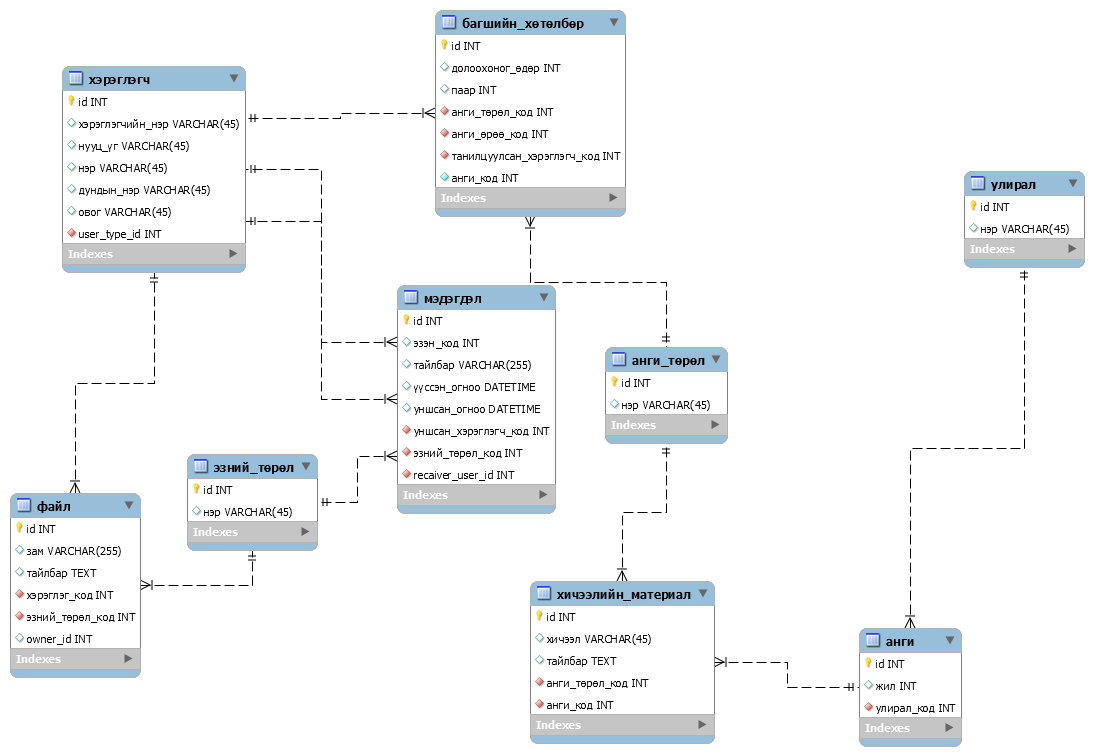 багшийн_хөтөлбөр
id INT
долоохоног_өдөр INT
паар INT
анги_төрөл_код INT
анги_өрөө_код INT
танилцуулсан_хэрэглэгч_код INT
анги_код INT
Indexes
хэрэглэгч
id INT
хэрэглэгчийн_нэр VARCHAR(45)
нууц_үг VARCHAR(45)
нэр VARCHAR(45)
дундын_нэр VARCHAR(45)
овог VARCHAR(45)
user_type_id INT
Indexes
улирал
id INT
нэр VARCHAR(45)
Indexes
мэдэгдэл
id INT
эзэн_код INT
тайлбар VARCHAR(255)
үүссэн_огноо DATETIME
уншсан_огноо DATETIME
уншсан_хэрэглэгч_код INT
эзний_төрөл_код INT
recaiver_user_id INT
Indexes
анги_төрөл
id INT
нэр VARCHAR(45)
Indexes
эзний_төрөл
id INT
нэр VARCHAR(45)
Indexes
файл
id INT
зам VARCHAR(255)
тайлбар TEXT
хэрэглэг_код INT
эзний_төрөл_код INT
owner_id INT
Indexes
хичээлийн_материал
id INT
хичээл VARCHAR(45)
тайлбар TEXT
анги_төрөл_код INT
анги_код INT
Indexes
анги
id INT
жил INT
улирал_код INT
Indexes